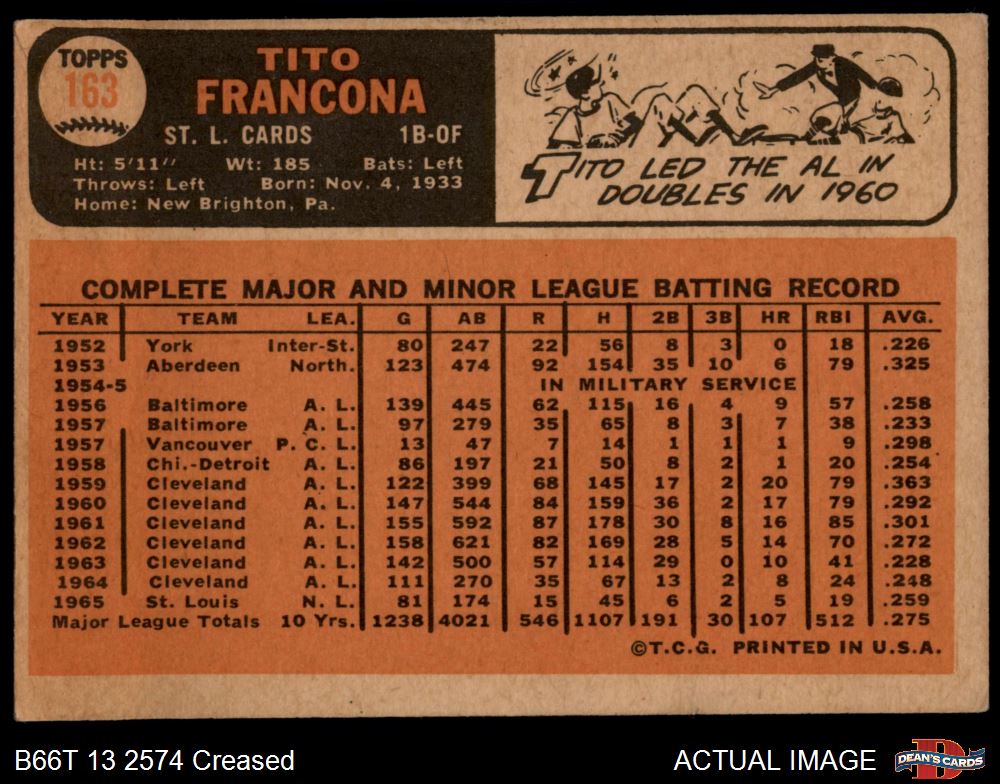 TOPPS
163
TITO
FRANCONA
ST. L. CARDS 1B-OF
Ht: 5'11" Wt: 185 Bats: Left
Throws: Left Born: Nov. 4, 1933
Home: New Brighton, Pa.
TITO LED THE AL IN
DOUBLES IN 1960
COMPLETE MAJOR AND MINOR LEAGUE BATTING RECORD
YEAR TEAM LEA. G AB R H 2B 3B HR RBI AVG.
1952 York Inter-St. 80 247 22 56 8 3 0 18 .226
1953 Aberdeen North. 123 474 92 154 35 10 6 79 .325
1954-5 IN MILITARY SERVICE
1956 Baltimore A. L. 139 445 62 115 16 4 9 57 .258
1957 Baltimore A. L. 97 279 35 65 8 3 7 38 .233
1957 Vancouver P. C. L. 13 47 7 14 1 1 1 9 .298
1958 Chi.-Detroit A. L. 86 197 21 50 8 2 1 20 .254
1959 Cleveland A. L. 122 399 68 145 17 2 20 79 .363
1960 Cleveland A. L. 147 544 84 159 36 2 17 79 .292
1961 Cleveland A. L. 155 592 87 178 30 8 16 85 .301
1962 Cleveland A. L. 158 621 82 169 28 5 14 70 .272
1963 Cleveland A. L. 142 500 57 114 29 0 10 41 .228
1964 Cleveland A. L. 111 270 35 67 13 2 8 24 .248
1965 St. Louis N. L. 81 174 15 45 6 2 5 19 .259
Major League Totals 10 Yrs. 1238 4021 546 1107 191 30 107 512 .275
©T.C.G. PRINTED IN U.S.A.
B66T 13 2574 Creased ACTUAL IMAGE
DEAN'S CARDS